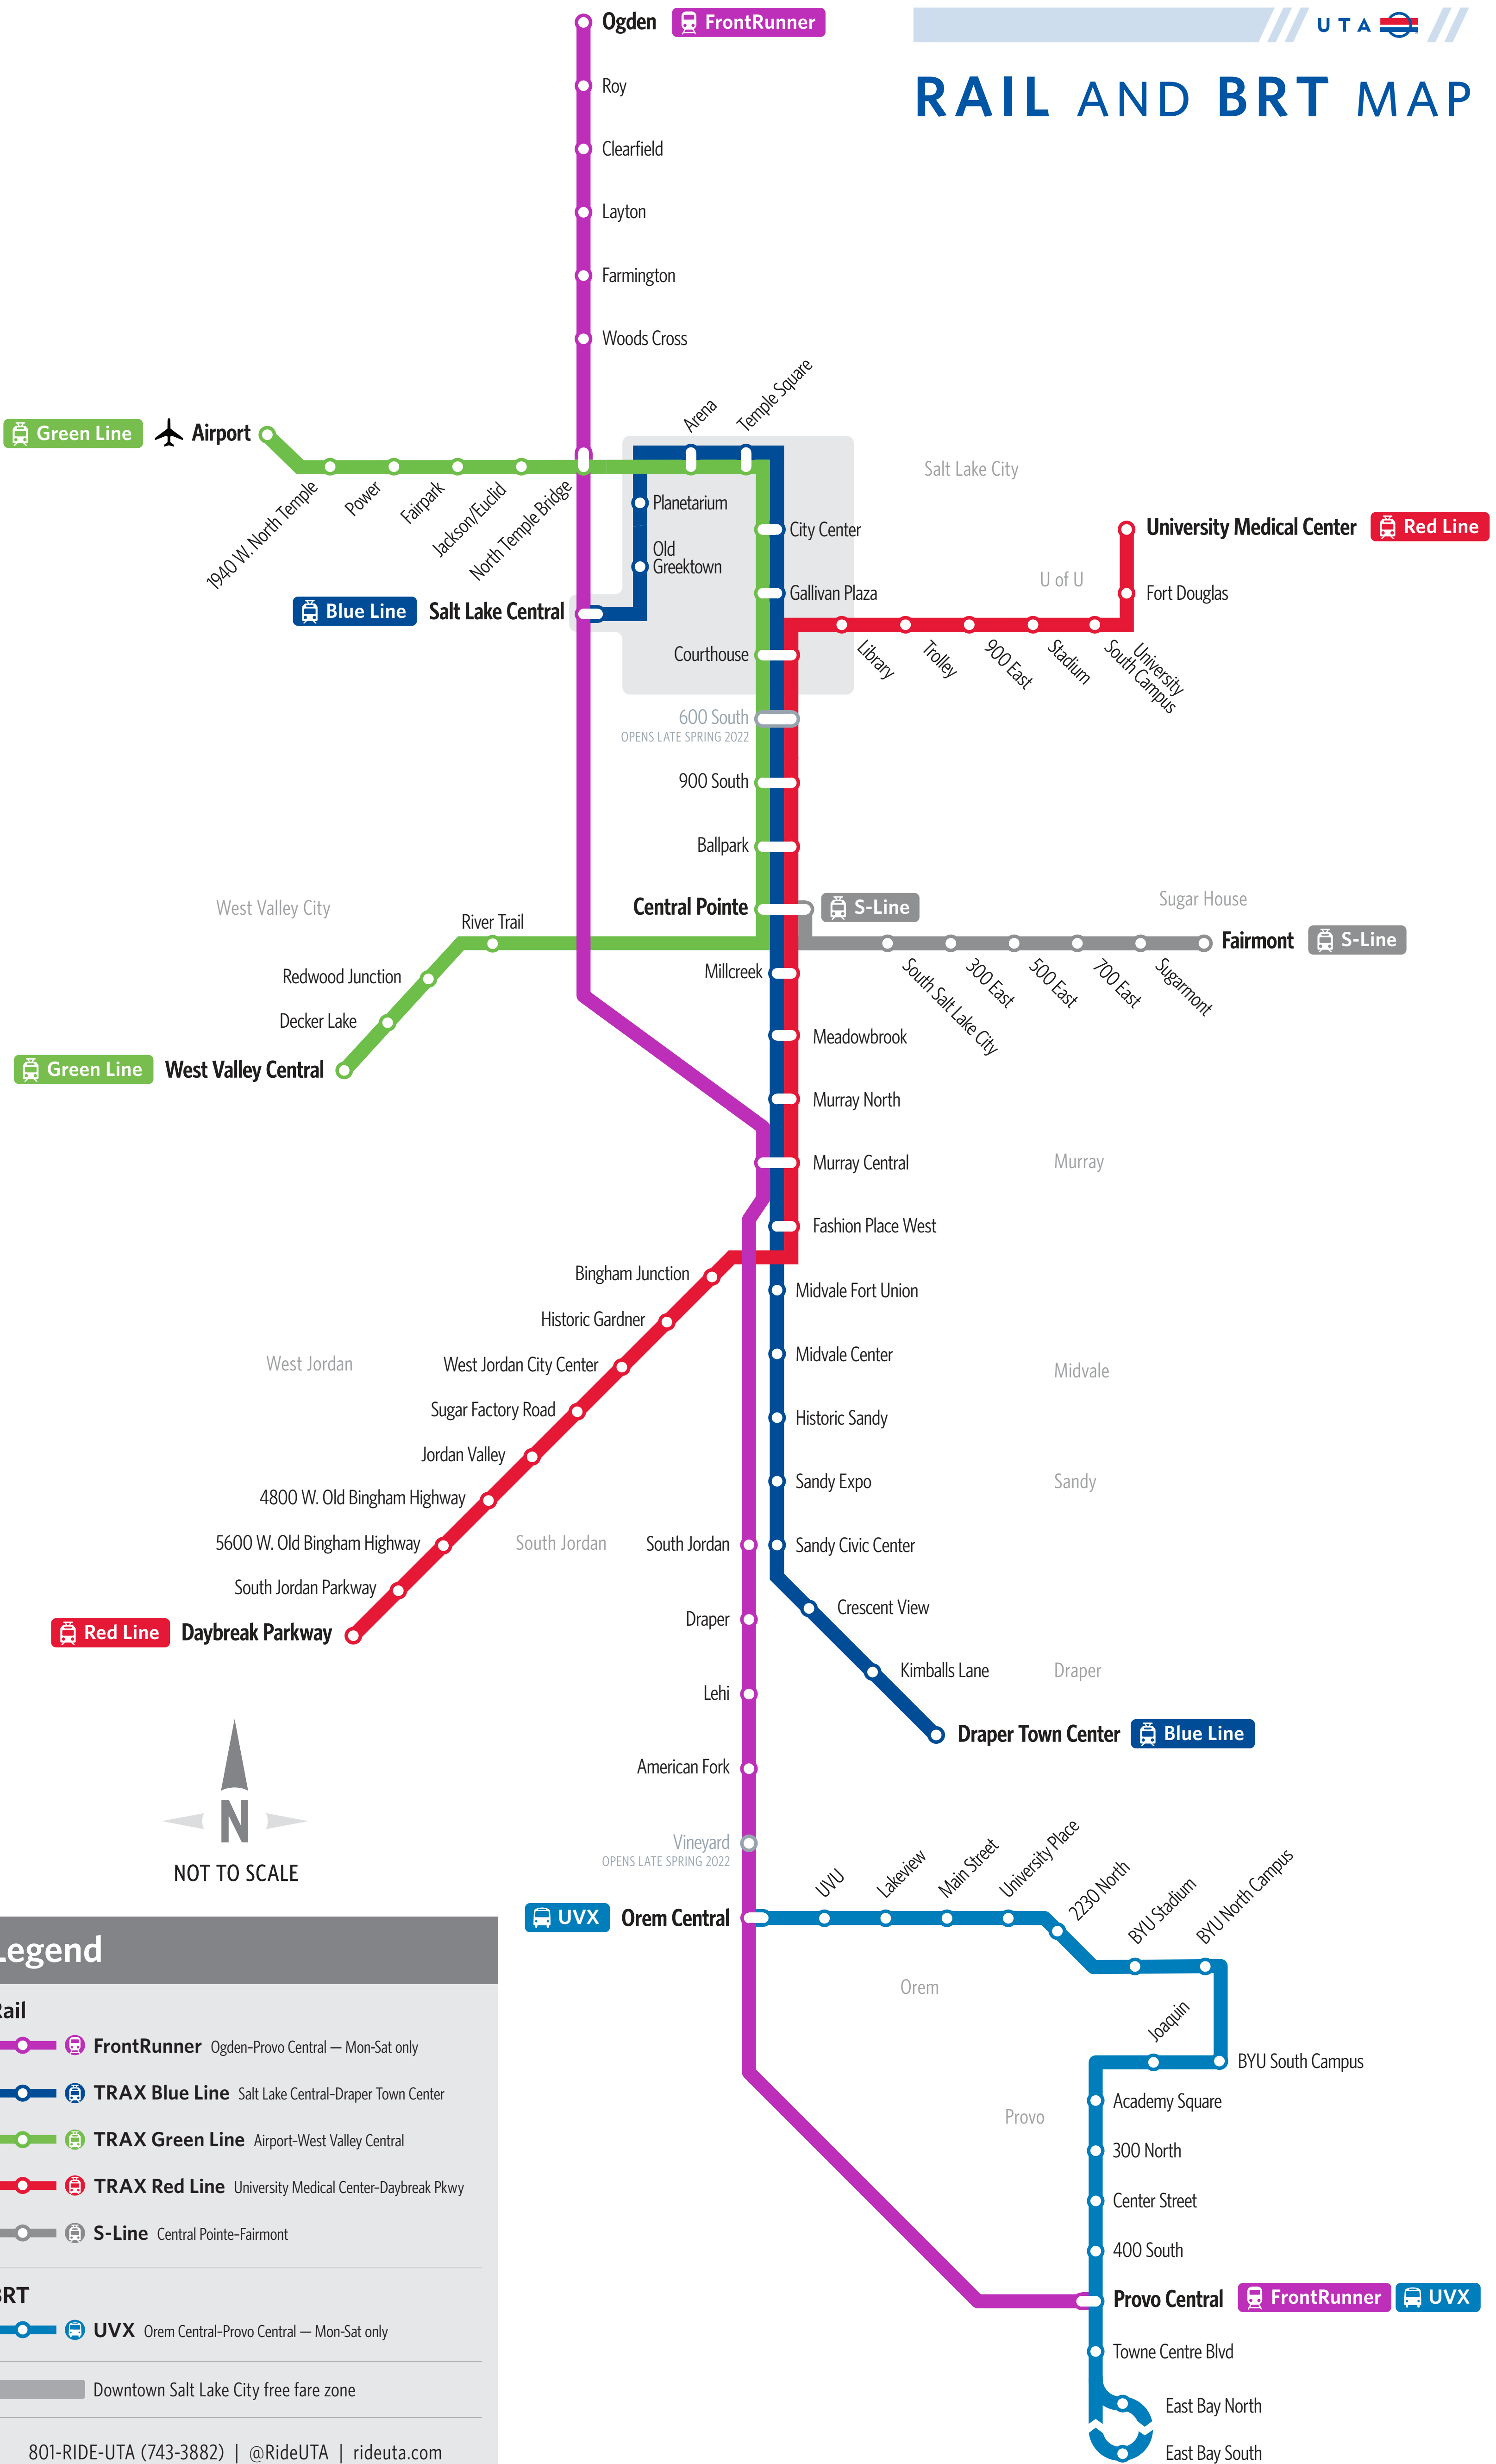 Ogden
FrontRunner
UTA
RAIL AND BRT MAP
Roy
Clearfield
Layton
Farmington
Woods Cross
Arena
Temple Square
Green Line
Airport
Salt Lake City
1940 W. North Temple
Power
Fairpark
Jackson/Euclid
North Temple Bridge
Planetarium
Old
Greektown
City Center
Gallivan Plaza
University Medical Center
Red Line
U of U
Fort Douglas
Blue Line
Salt Lake Central
Courthouse
Library
Trolley
900 East
Stadium
University
South Campus
600 South
OPENS LATE SPRING 2022
900 South
Ballpark
Central Pointe
S-Line
West Valley City
Sugar House
River Trail
Fairmont
S-Line
South Salt Lake City
300 East
500 East
700 East
Sugarmont
Redwood Junction
Millcreek
Decker Lake
Meadowbrook
Green Line
West Valley Central
Murray North
Murray Central
Murray
Fashion Place West
Bingham Junction
Midvale Fort Union
Historic Gardner
West Jordan
West Jordan City Center
Midvale Center
Midvale
Sugar Factory Road
Historic Sandy
Jordan Valley
Sandy Expo
Sandy
4800 W. Old Bingham Highway
5600 W. Old Bingham Highway
South Jordan
South Jordan
Sandy Civic Center
South Jordan Parkway
Crescent View
Draper
Red Line
Daybreak Parkway
Kimballs Lane
Draper
Lehi
Draper Town Center
Blue Line
American Fork
N
NOT TO SCALE
Vineyard
OPENS LATE SPRING 2022
UVX
Orem Central
UVU
Lakeview
Main Street
University Place
2230 North
BYU Stadium
BYU North Campus
Orem
Joaquin
BYU South Campus
Academy Square
Provo
300 North
Center Street
400 South
Provo Central
FrontRunner
UVX
Towne Centre Blvd
East Bay North
East Bay South
Legend
Rail
FrontRunner Ogden-Provo Central — Mon-Sat only
TRAX Blue Line Salt Lake Central-Draper Town Center
TRAX Green Line Airport-West Valley Central
TRAX Red Line University Medical Center-Daybreak Pkwy
S-Line Central Pointe-Fairmont
BRT
UVX Orem Central-Provo Central — Mon-Sat only
Downtown Salt Lake City free fare zone
801-RIDE-UTA (743-3882) | @RideUTA | rideuta.com